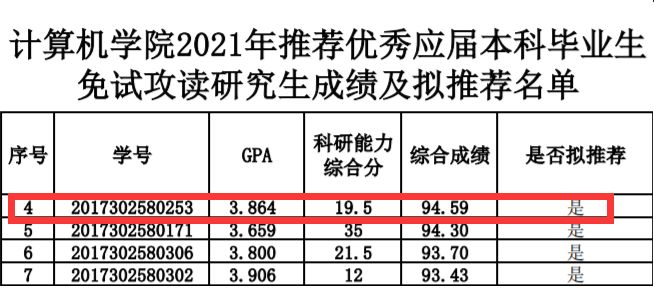 计算机学院2021年推荐优秀应届本科毕业生
免试攻读研究生成绩及拟推荐名单
序号 学号 GPA 科研能力综合分 综合成绩 是否拟推荐
4 2017302580253 3.864 19.5 94.59 是
5 2017302580171 3.659 35 94.30 是
6 2017302580306 3.800 21.5 93.70 是
7 2017302580302 3.906 12 93.43 是